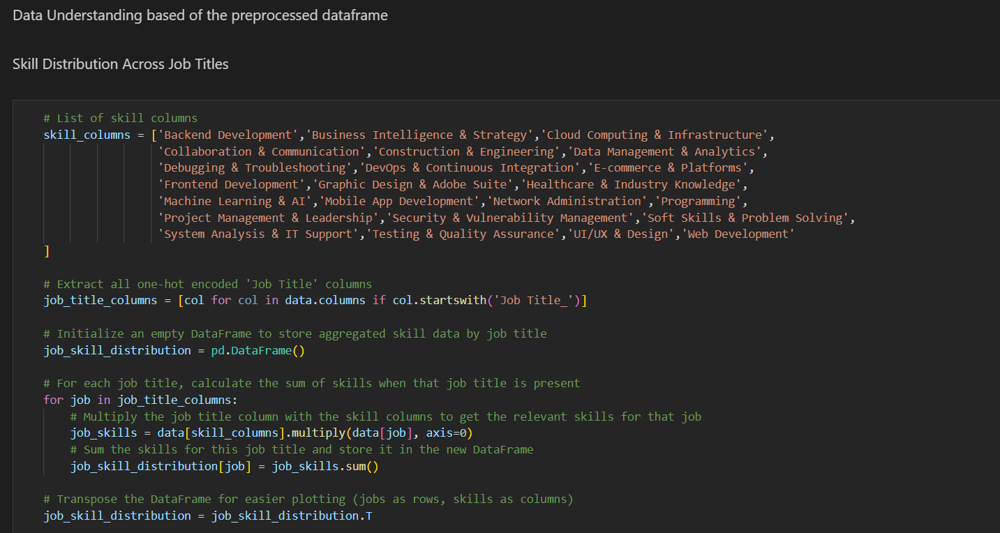 Data Understanding based of the preprocessed dataframe
Skill Distribution Across Job Titles
# List of skill columns
skill_columns = ['Backend Development','Business Intelligence & Strategy','Cloud Computing & Infrastructure',
'Collaboration & Communication','Construction & Engineering','Data Management & Analytics',
'Debugging & Troubleshooting','DevOps & Continuous Integration','E-commerce & Platforms',
'Frontend Development','Graphic Design & Adobe Suite','Healthcare & Industry Knowledge',
'Machine Learning & AI','Mobile App Development','Network Administration','Programming',
'Project Management & Leadership','Security & Vulnerability Management','Soft Skills & Problem Solving',
'System Analysis & IT Support','Testing & Quality Assurance','UI/UX & Design','Web Development'
]
# Extract all one-hot encoded 'Job Title' columns
job_title_columns = [col for col in data.columns if col.startswith('Job Title_')]
# Initialize an empty DataFrame to store aggregated skill data by job title
job_skill_distribution = pd.DataFrame()
# For each job title, calculate the sum of skills when that job title is present
for job in job_title_columns:
# Multiply the job title column with the skill columns to get the relevant skills for that job
job_skills = data[skill_columns].multiply(data[job], axis=0)
# Sum the skills for this job title and store it in the new DataFrame
job_skill_distribution[job] = job_skills.sum()
# Transpose the DataFrame for easier plotting (jobs as rows, skills as columns)
job_skill_distribution = job_skill_distribution.T